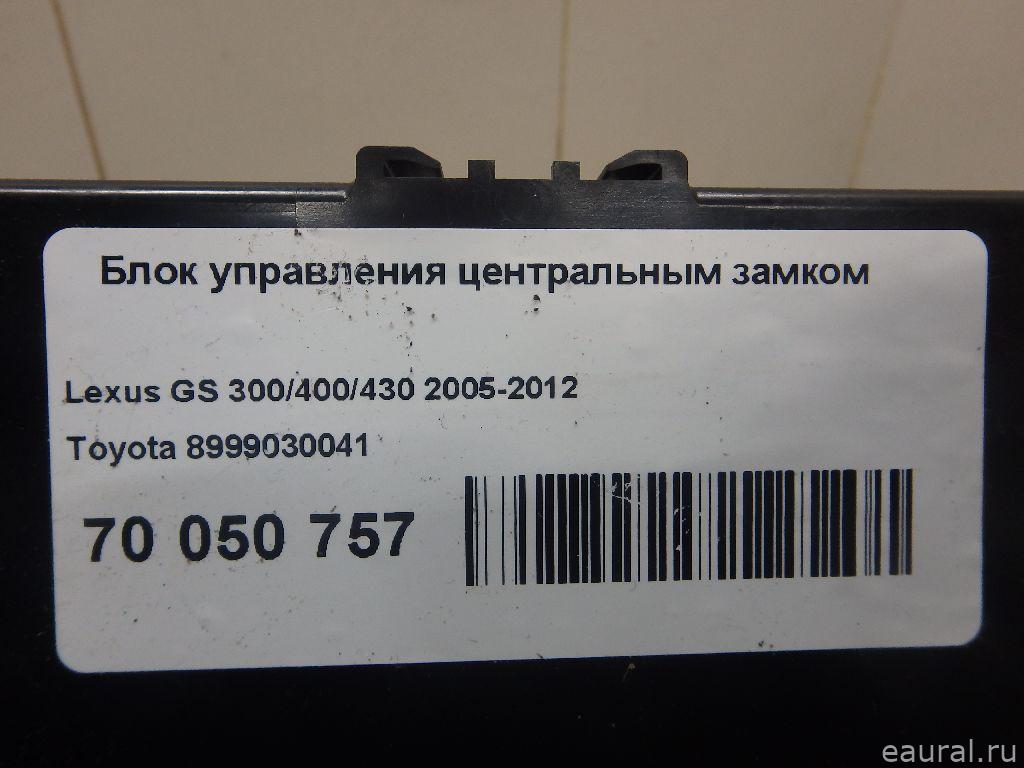 Блок управления центральным замком
Lexus GS 300/400/430 2005-2012
Toyota 8999030041
70 050 757
eaural.ru